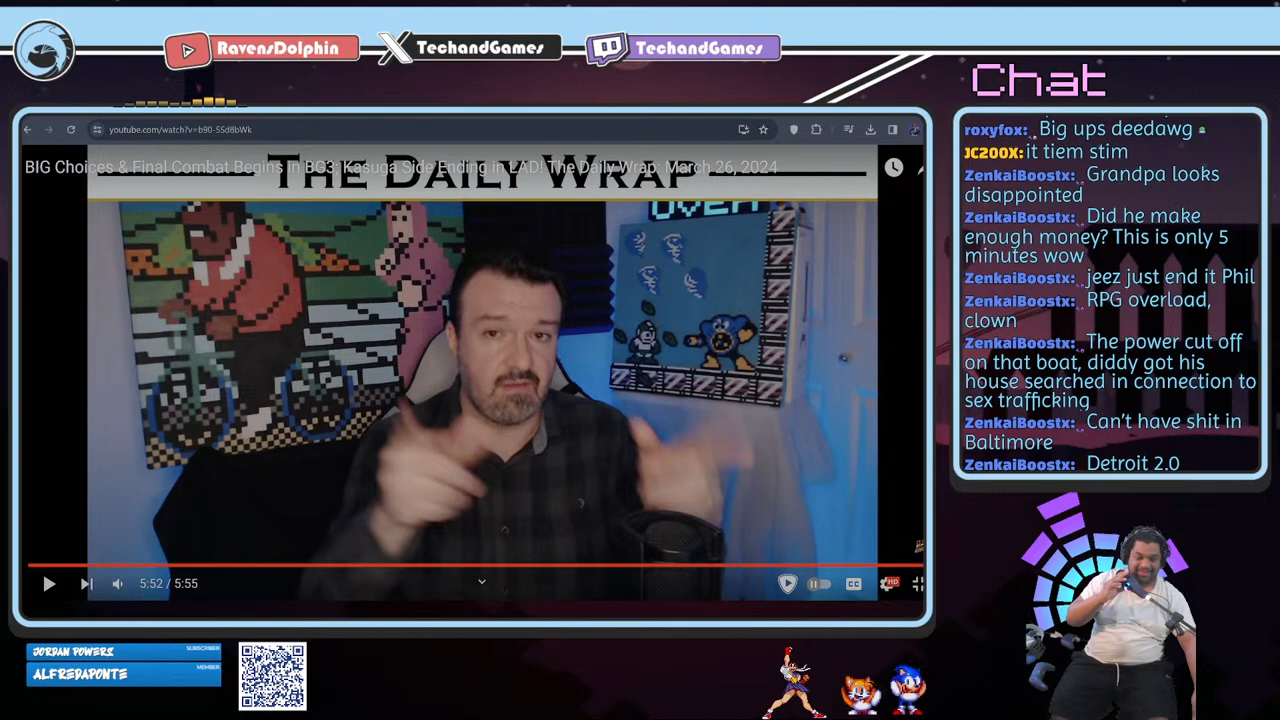 RavensDolphin
TechandGames
TechandGames
Chat
youtube.com/watch?v=b90-5Sd8bWk
BIG Choices & Final Combat Begins in BG3; Kasuga Side Ending in LAD! The Daily Wrap: March 26, 2024
The Daily Wrap
OVER
5:52 / 5:55
CC
HD
roxyfox: Big ups deedawg
JC200X: it tiem stim
ZenkaiBoostx: Grandpa looks
disappointed
ZenkaiBoostx: Did he make
enough money? This is only 5
minutes wow
ZenkaiBoostx: jeez just end it Phil
ZenkaiBoostx: RPG overload,
clown
ZenkaiBoostx: The power cut off
on that boat, diddy got his
house searched in connection to
sex trafficking
ZenkaiBoostx: Can't have shit in
Baltimore
ZenkaiBoostx: Detroit 2.0
JORDAN POWERS
SUBSCRIBER
ALFREDAPONTE
MEMBER